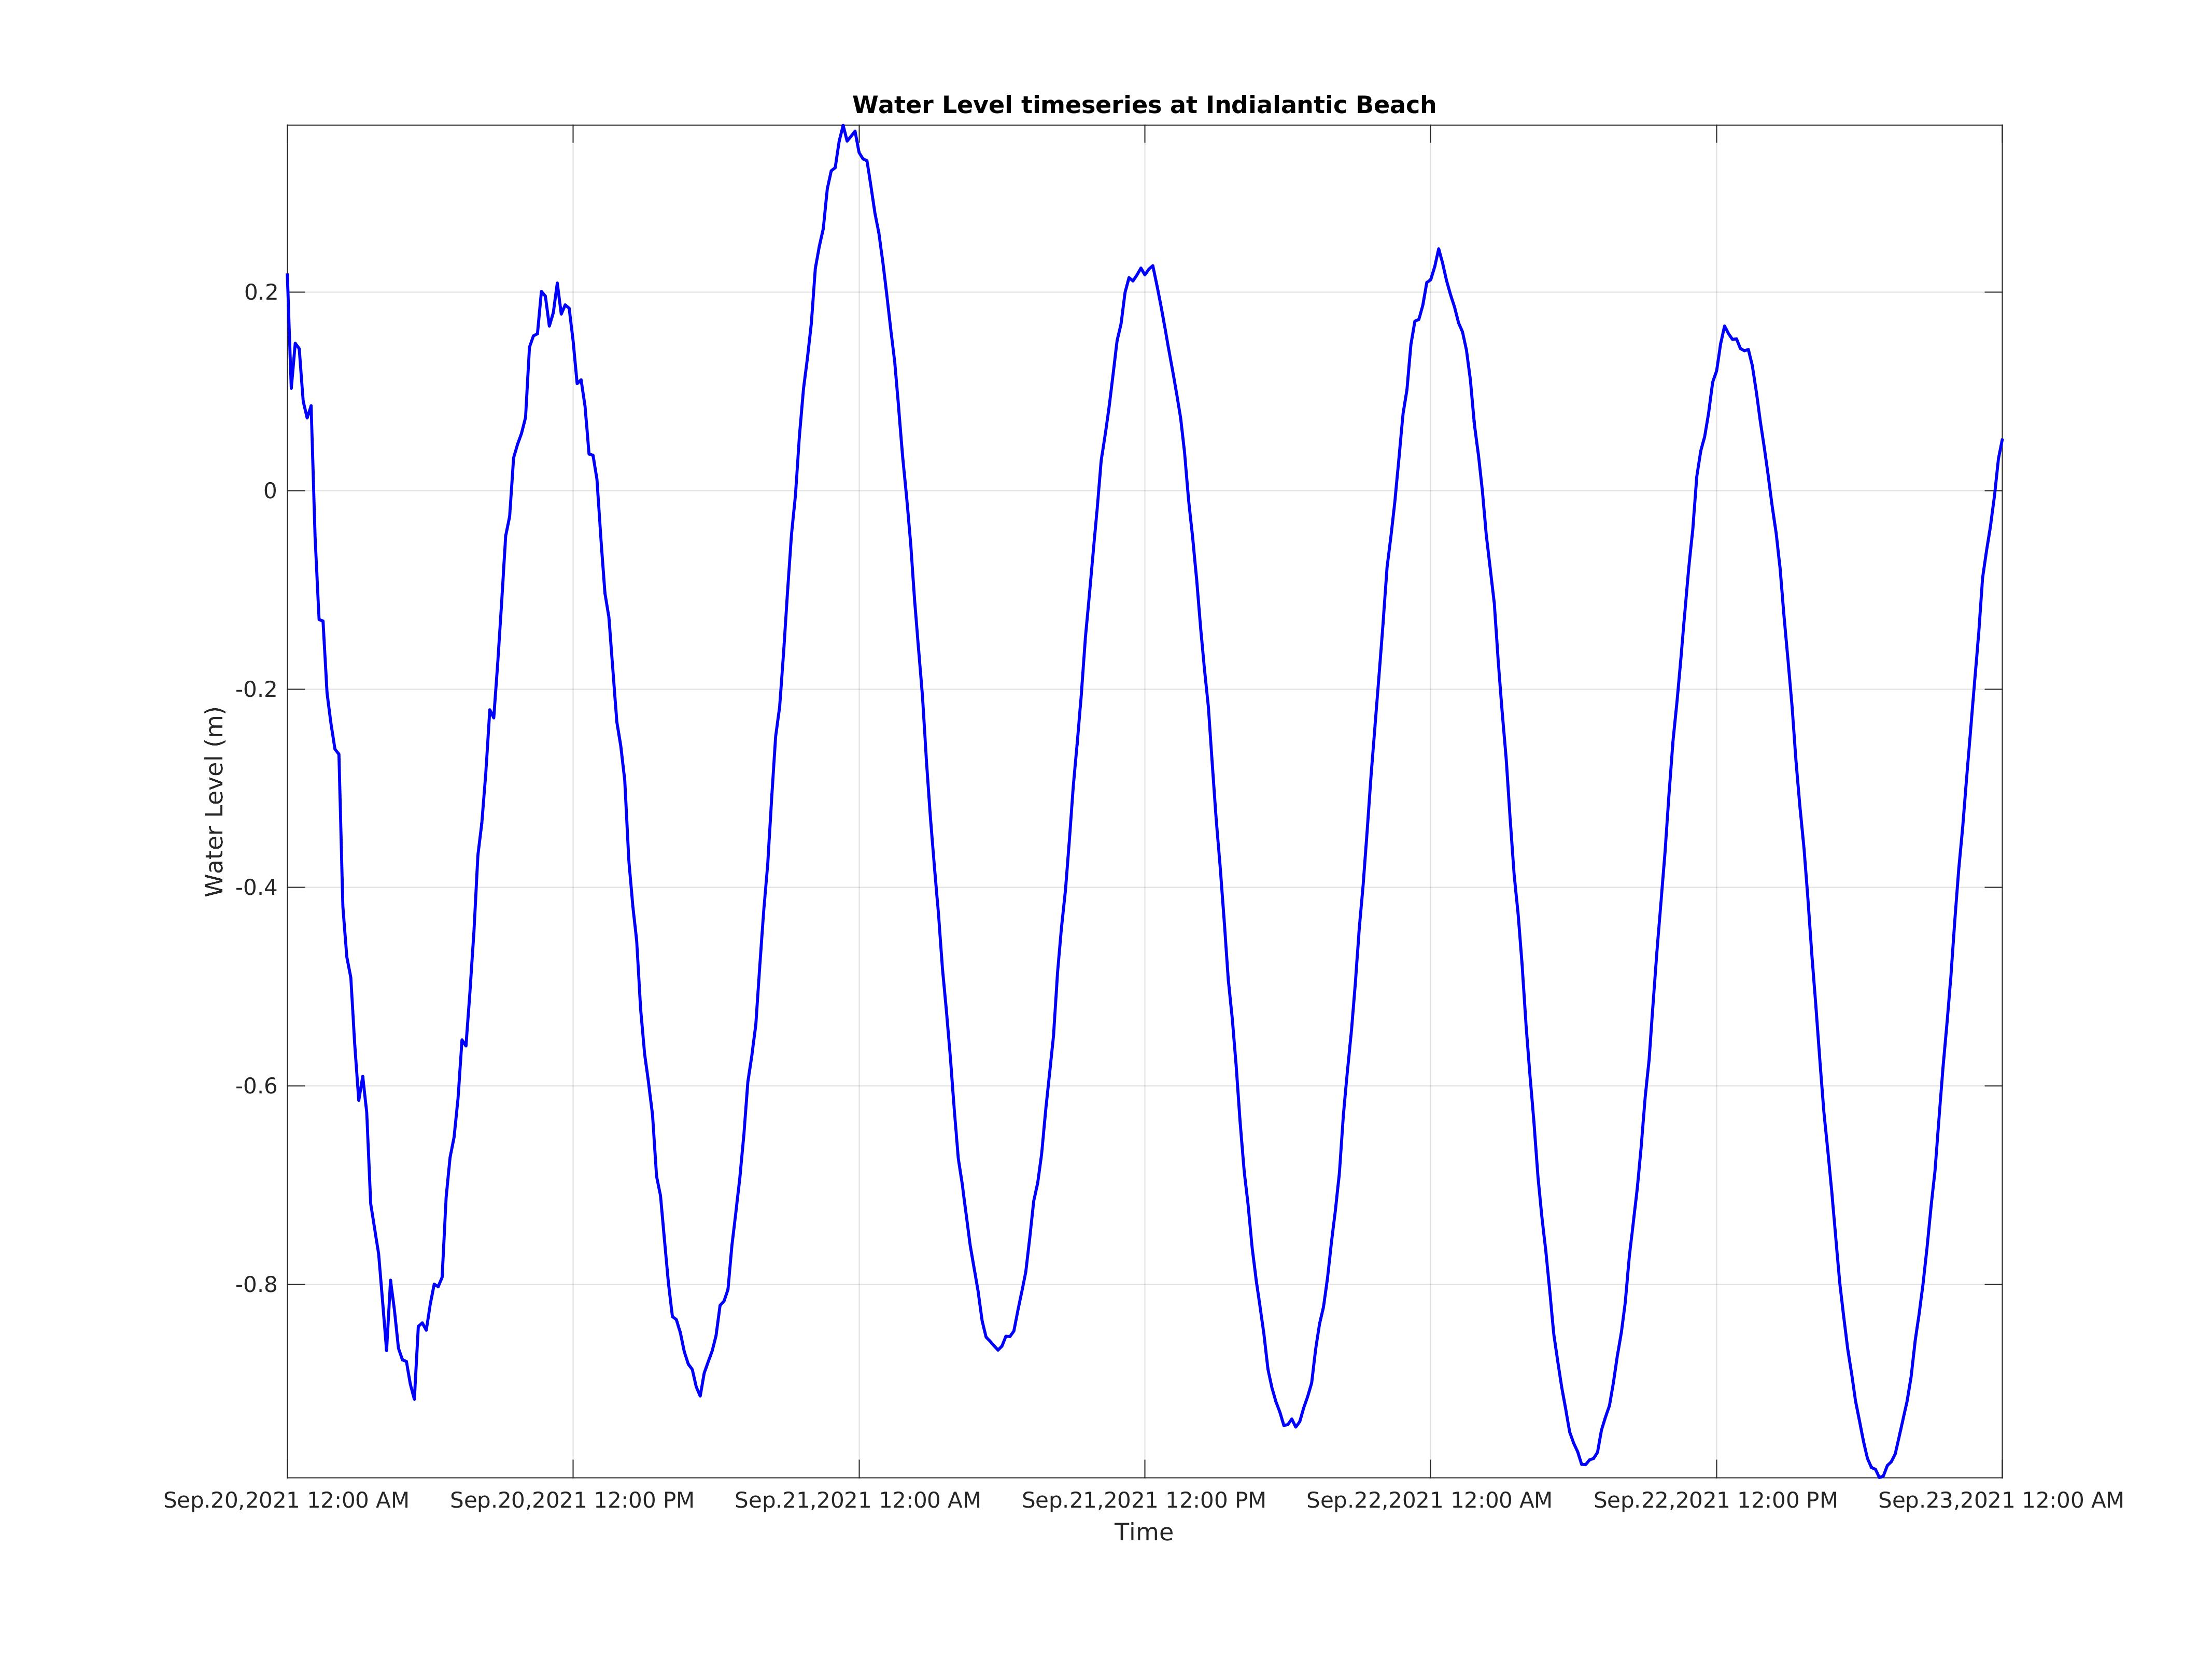 Water Level timeseries at Indialantic Beach
0.2
0
-0.2
-0.4
-0.6
-0.8
Water Level (m)
Sep.20,2021 12:00 AM Sep.20,2021 12:00 PM Sep.21,2021 12:00 AM Sep.21,2021 12:00 PM Sep.22,2021 12:00 AM Sep.22,2021 12:00 PM Sep.23,2021 12:00 AM
Time